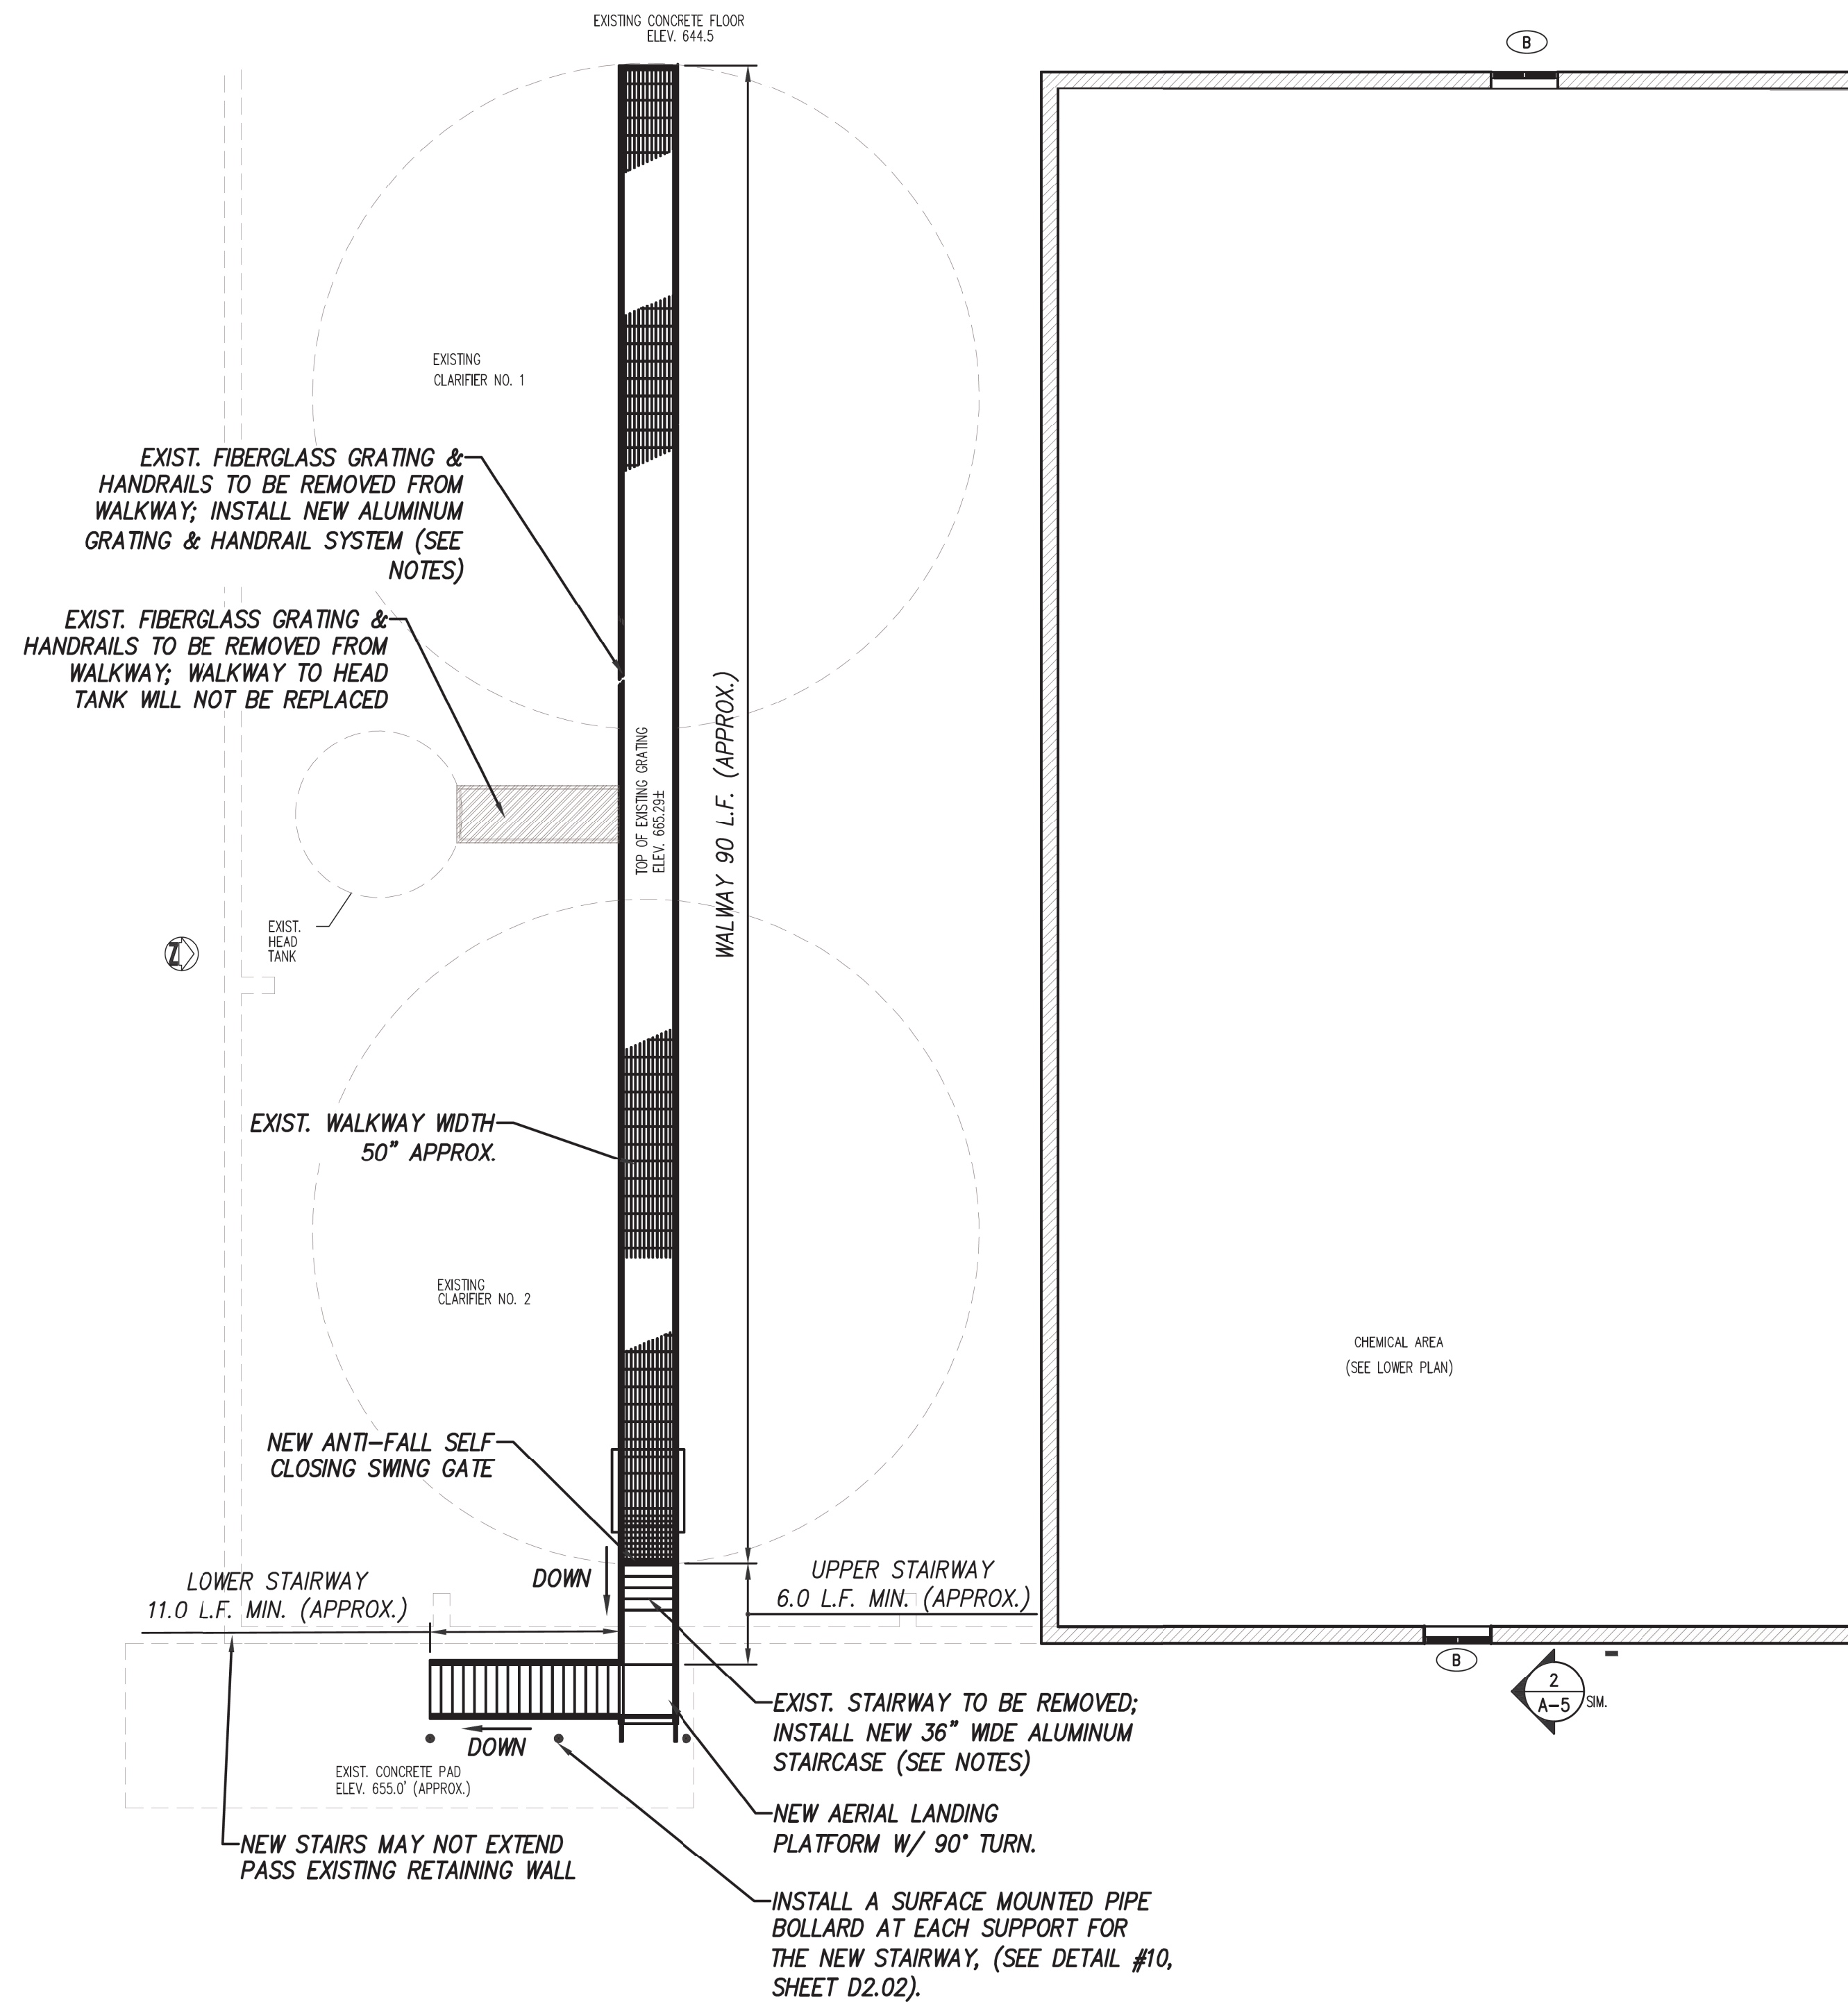 EXISTING CONCRETE FLOOR
ELEV. 644.5
B
EXISTING
CLARIFIER NO. 1
EXIST. FIBERGLASS GRATING &
HANDRAILS TO BE REMOVED FROM
WALKWAY; INSTALL NEW ALUMINUM
GRATING & HANDRAIL SYSTEM (SEE
NOTES)
EXIST. FIBERGLASS GRATING &
HANDRAILS TO BE REMOVED FROM
WALKWAY; WALKWAY TO HEAD
TANK WILL NOT BE REPLACED
TOP OF EXISTING GRATING
ELEV. 665.29±
WALWAY 90 L.F. (APPROX.)
EXIST.
HEAD
TANK
N
EXIST. WALKWAY WIDTH
50" APPROX.
EXISTING
CLARIFIER NO. 2
CHEMICAL AREA
(SEE LOWER PLAN)
NEW ANTI-FALL SELF
CLOSING SWING GATE
DOWN
UPPER STAIRWAY
6.0 L.F. MIN. (APPROX.)
LOWER STAIRWAY
11.0 L.F. MIN. (APPROX.)
B
2
A-5
SIM.
DOWN
EXIST. CONCRETE PAD
ELEV. 655.0' (APPROX.)
EXIST. STAIRWAY TO BE REMOVED;
INSTALL NEW 36" WIDE ALUMINUM
STAIRCASE (SEE NOTES)
NEW AERIAL LANDING
PLATFORM W/ 90° TURN.
NEW STAIRS MAY NOT EXTEND
PASS EXISTING RETAINING WALL
INSTALL A SURFACE MOUNTED PIPE
BOLLARD AT EACH SUPPORT FOR
THE NEW STAIRWAY, (SEE DETAIL #10,
SHEET D2.02).